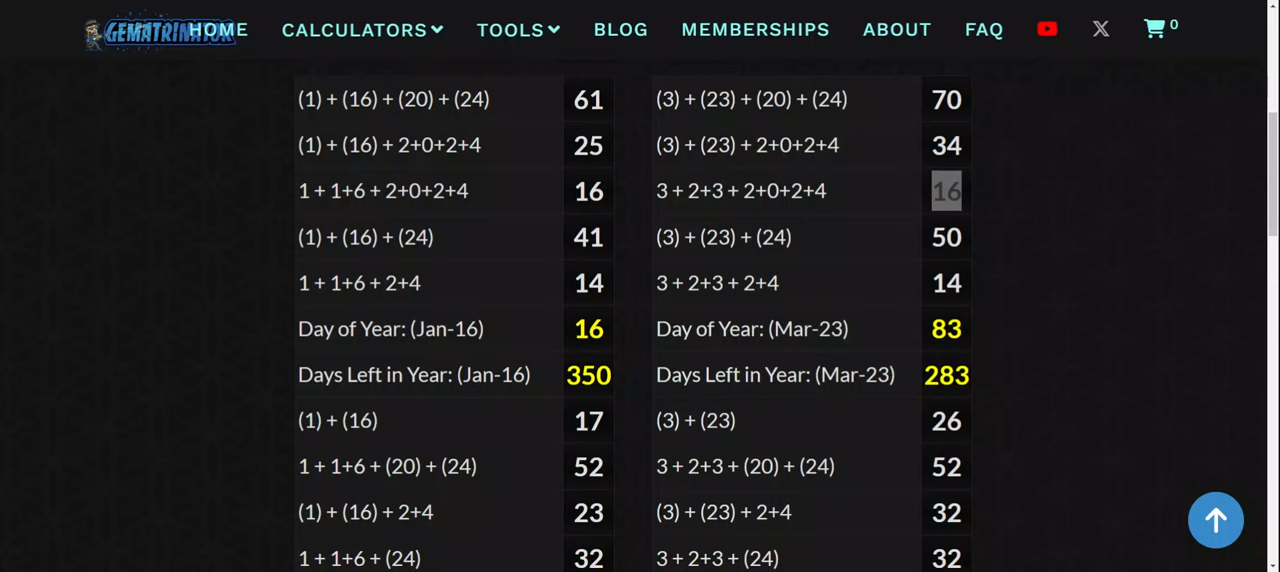 GEMATRINATOR
HOME CALCULATORS TOOLS BLOG MEMBERSHIPS ABOUT FAQ 0
(1) + (16) + (20) + (24) 61 (3) + (23) + (20) + (24) 70
(1) + (16) + 2+0+2+4 25 (3) + (23) + 2+0+2+4 34
1 + 1+6 + 2+0+2+4 16 3 + 2+3 + 2+0+2+4 16
(1) + (16) + (24) 41 (3) + (23) + (24) 50
1 + 1+6 + 2+4 14 3 + 2+3 + 2+4 14
Day of Year: (Jan-16) 16 Day of Year: (Mar-23) 83
Days Left in Year: (Jan-16) 350 Days Left in Year: (Mar-23) 283
(1) + (16) 17 (3) + (23) 26
1 + 1+6 + (20) + (24) 52 3 + 2+3 + (20) + (24) 52
(1) + (16) + 2+4 23 (3) + (23) + 2+4 32
1 + 1+6 + (24) 32 3 + 2+3 + (24) 32